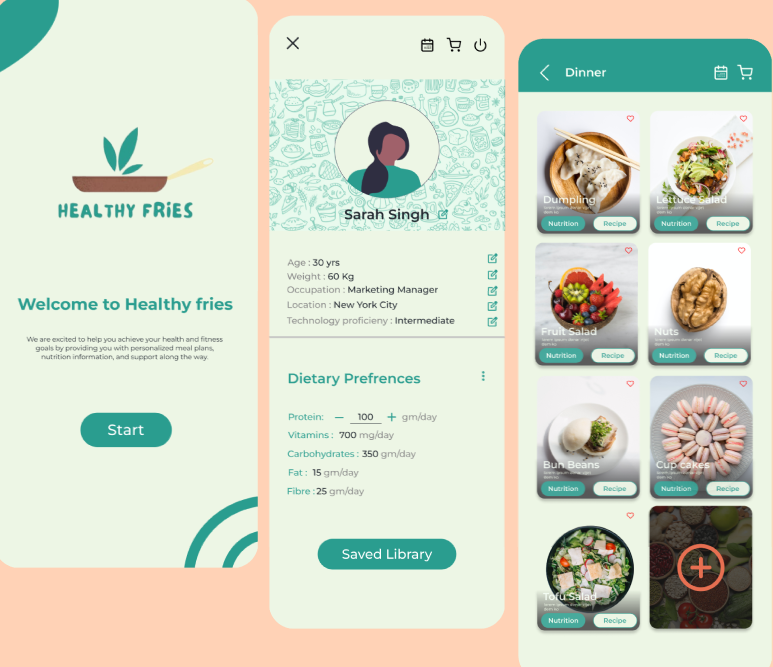 HEALTHY FRiES
Welcome to Healthy fries
We are excited to help you achieve your health and fitness
goals by providing you with personalized meal plans,
nutrition information, and support along the way.
Start
Sarah Singh
Age : 30 yrs
Weight : 60 Kg
Occupation : Marketing Manager
Location : New York City
Technology proficieny : Intermediate
Dietary Prefrences
Protein: — 100 + gm/day
Vitamins : 700 mg/day
Carbohydrates : 350 gm/day
Fat : 15 gm/day
Fibre : 25 gm/day
Saved Library
Dinner
Dumpling
Nutrition Recipe
Lettuce Salad
Nutrition Recipe
Fruit Salad
Nutrition Recipe
Nuts
Nutrition Recipe
Bun Beans
Nutrition Recipe
Cup cakes
Nutrition Recipe
Tofu Salad
Nutrition Recipe